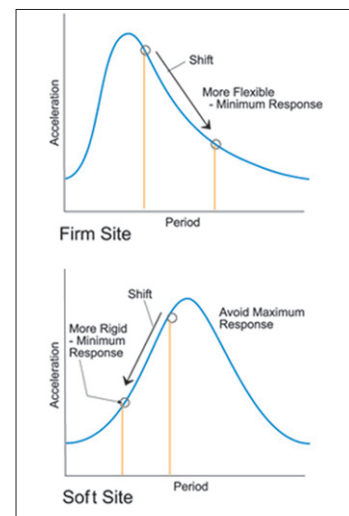 Shift
More Flexible
- Minimum Response
Acceleration
Period
Firm Site
Shift
Avoid Maximum
Response
More Rigid
- Minimum
Response
Acceleration
Period
Soft Site